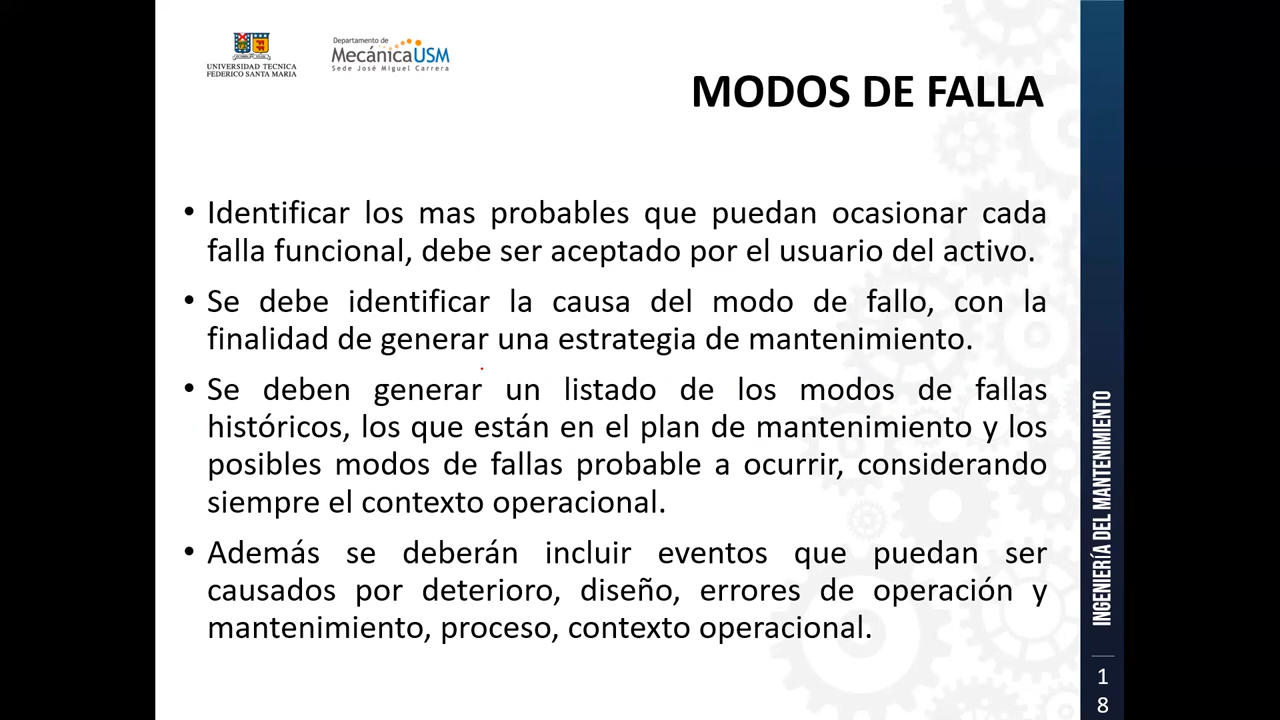 UNIVERSIDAD TECNICA
FEDERICO SANTA MARIA
Departamento de
MecánicaUSM
Sede José Miguel Carrera
MODOS DE FALLA
• Identificar los mas probables que puedan ocasionar cada
falla funcional, debe ser aceptado por el usuario del activo.
• Se debe identificar la causa del modo de fallo, con la
finalidad de generar una estrategia de mantenimiento.
• Se deben generar un listado de los modos de fallas
históricos, los que están en el plan de mantenimiento y los
posibles modos de fallas probable a ocurrir, considerando
siempre el contexto operacional.
• Además se deberán incluir eventos que puedan ser
causados por deterioro, diseño, errores de operación y
mantenimiento, proceso, contexto operacional.
INGENIERÍA DEL MANTENIMIENTO
1
8